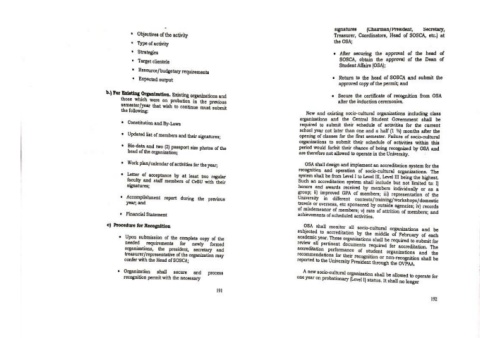 • Objectives of the activity
• Type of activity
• Strategies
• Target clientele
• Resource/budgetary requirements
• Expected output
b.) For Existing Organization. Existing organizations and
those which were on probation in the previous
semester/year that wish to continue must submit
the following:
• Constitution and By-Laws
• Updated list of members and their signatures;
• Bio-data and two (2) passport size photos of the
head of the organization;
• Work plan/calendar of activities for the year;
• Letter of acceptance by at least two regular
faculty and staff members of CvSU with their
signatures;
• Accomplishment report during the previous
year; and
• Financial Statement
c) Procedure for Recognition
• Upon submission of the complete copy of the
needed requirements for newly formed
organizations, the president, secretary and
treasurer/representative of the organization may
confer with the Head of SOSCA;
• Organization shall secure and process
recognition permit with the necessary
191
signatures (Chairman/President, Secretary,
Treasurer, Coordinators, Head of SOSCA, etc.) at
the OSA;
• After securing the approval of the head of
SOSCA, obtain the approval of the Dean of
Student Affairs (OSA);
• Return to the head of SOSCA and submit the
approved copy of the permit; and
• Secure the certificate of recognition from OSA
after the induction ceremonies.
New and existing socio-cultural organizations including class
organizations and the Central Student Government shall be
required to submit their schedule of activities for the current
school year not later than one and a half (1 ½) months after the
opening of classes for the first semester. Failure of socio-cultural
organizations to submit their schedule of activities within this
period would forfeit their chance of being recognized by OSA and
are therefore not allowed to operate in the University.
OSA shall design and implement an accreditation system for the
recognition and operation of socio-cultural organizations. The
system shall be from Level I to Level III, Level III being the highest.
Such an accreditation system shall include but not limited to i)
honors and awards received by members individually or as a
group; ii) improved GPA of members; iii) representation of the
University in different contests/training/workshops/domestic
trends or overseas, etc sponsored by outside agencies; iv) records
of misdemeanor of members; v) rate of attrition of members; and
achievements of scheduled activities.
OSA shall monitor all socio-cultural organizations and be
subjected to accreditation by the middle of February of each
academic year. These organizations shall be required to submit for
review all pertinent documents required for accreditation. The
accreditation performance of student organizations and the
recommendations for their recognition or non-recognition shall be
reported to the University President through the OVPAA.
A new socio-cultural organization shall be allowed to operate for
one year on probationary (Level I) status. It shall no longer
192